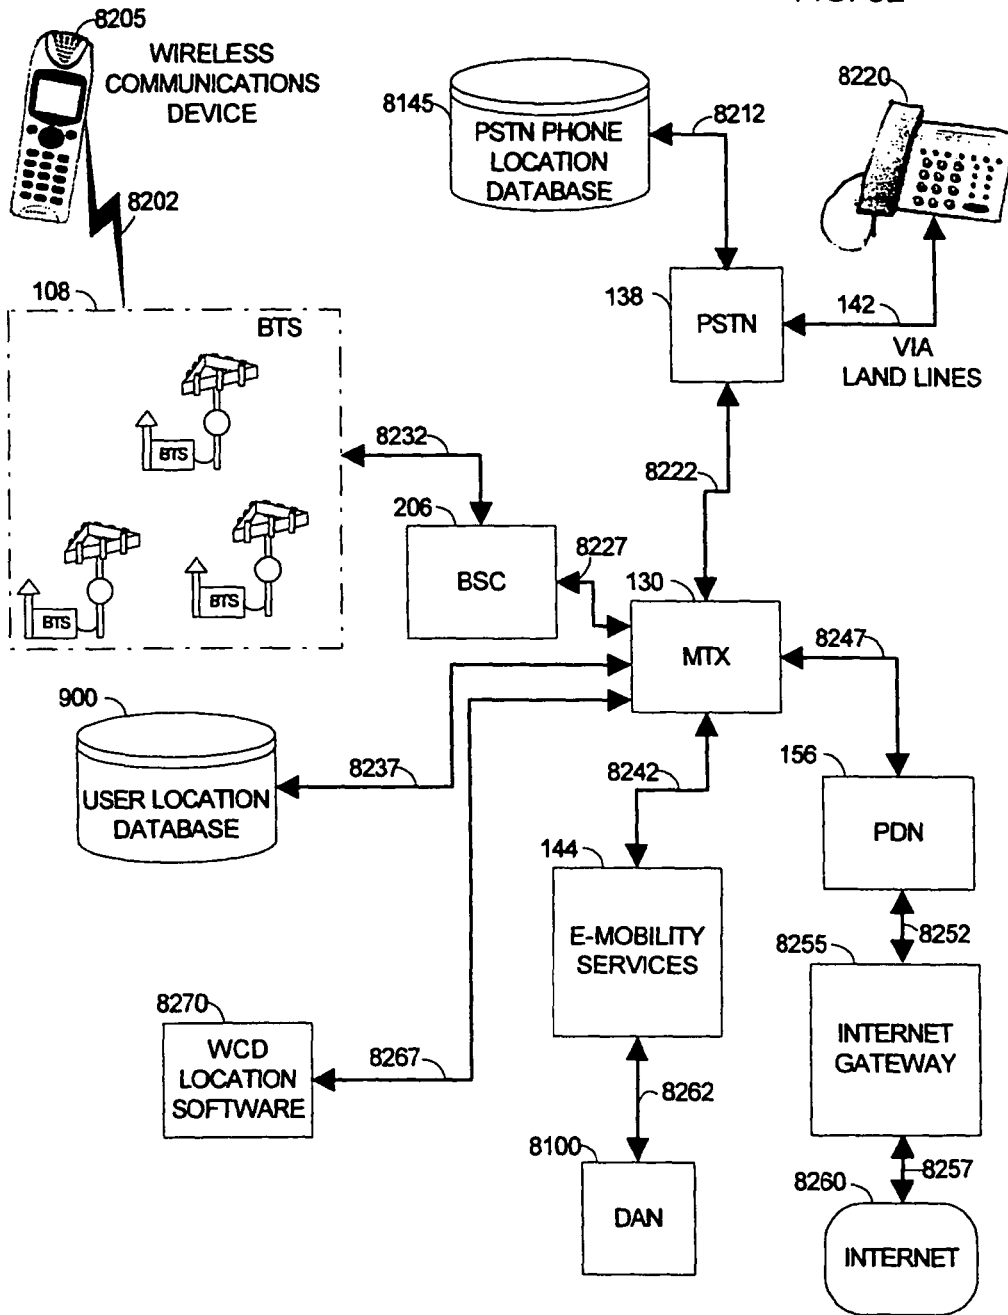 8205
WIRELESS
COMMUNICATIONS
DEVICE
8202
8145
PSTN PHONE
LOCATION
DATABASE
8212
8220
108
BTS
BTS
BTS
BTS
138
PSTN
142
VIA
LAND LINES
8232
8222
206
BSC
8227
130
MTX
8247
900
USER LOCATION
DATABASE
8237
8242
156
PDN
144
E-MOBILITY
SERVICES
8252
8255
INTERNET
GATEWAY
8270
WCD
LOCATION
SOFTWARE
8267
8262
8100
DAN
8257
8260
INTERNET